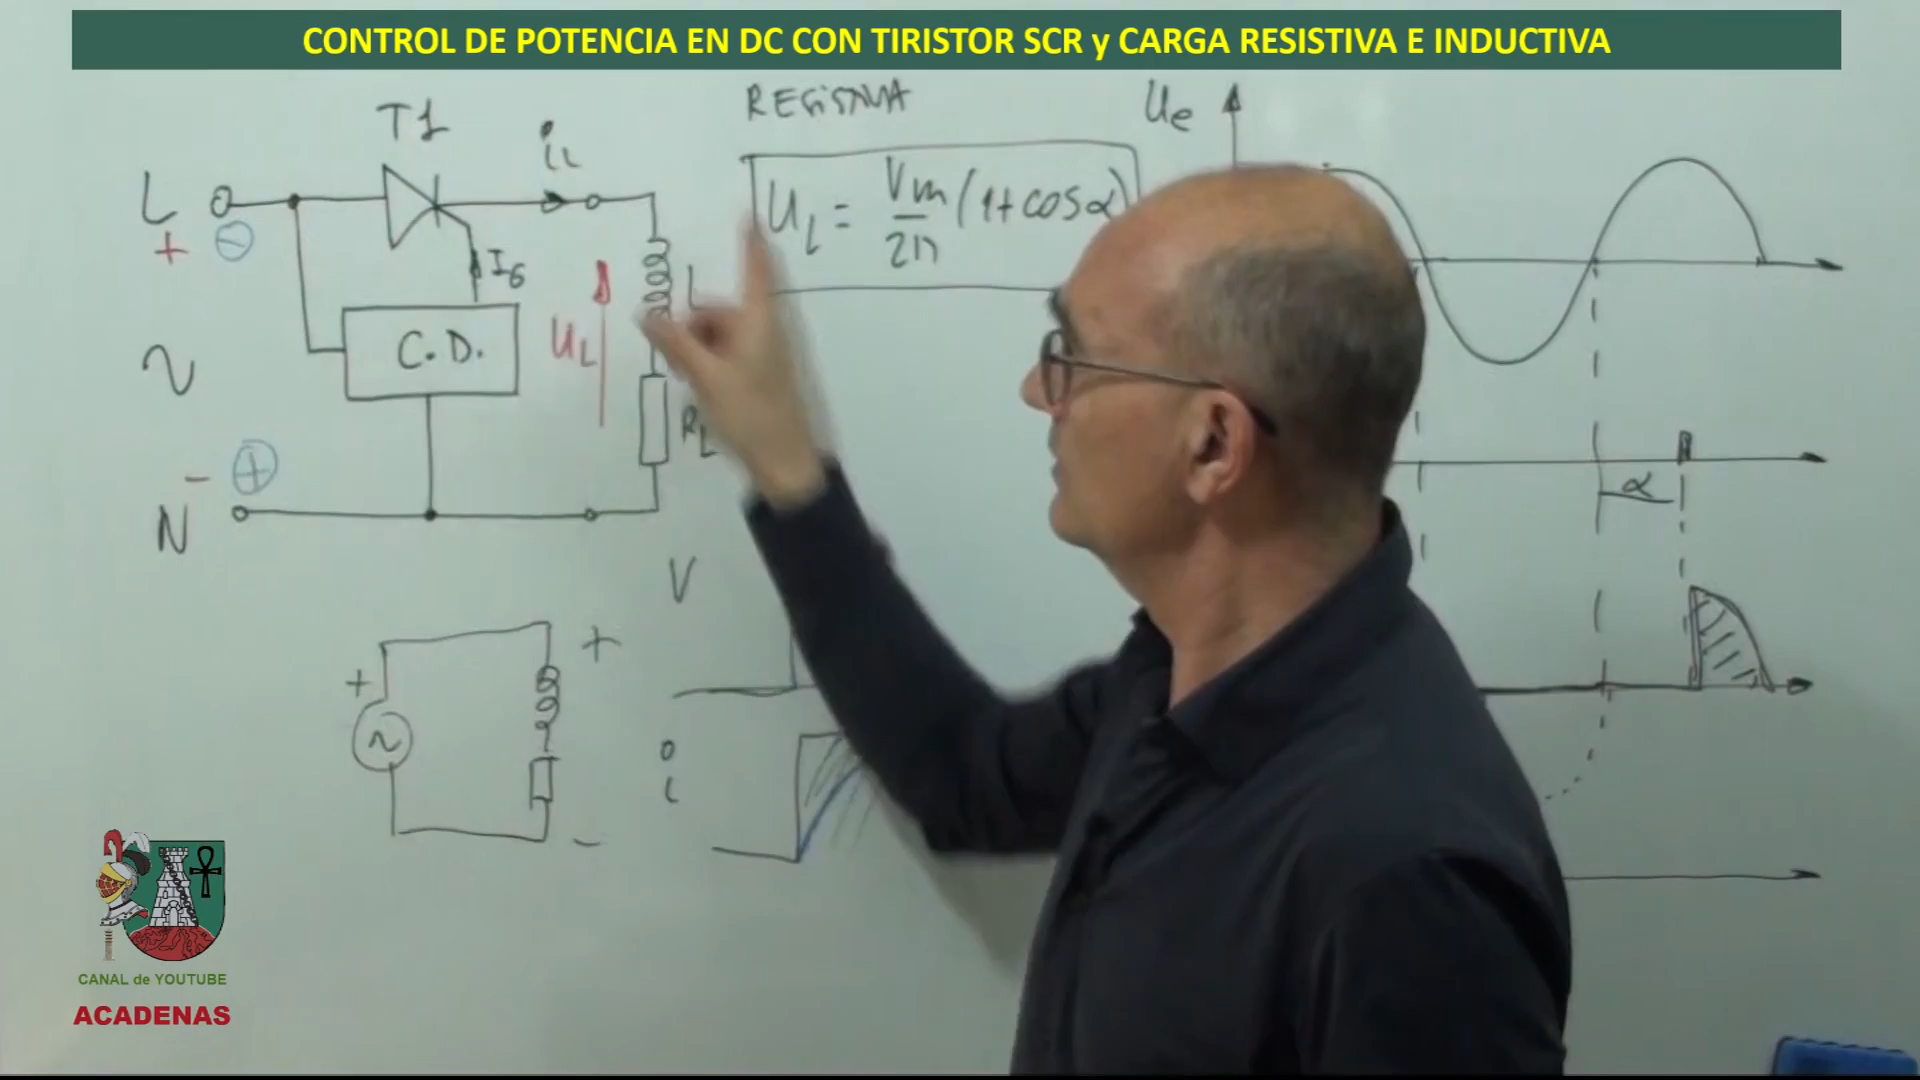 CONTROL DE POTENCIA EN DC CON TIRISTOR SCR y CARGA RESISTIVA E INDUCTIVA
RESISTIVA
T1
iL
Ue
L
+ -
UL = Vm/2π (1+cosα)
IG
L
C.D.
UL
RL
- +
N
α
V
+
+
i
-
CANAL de YOUTUBE
ACADENAS